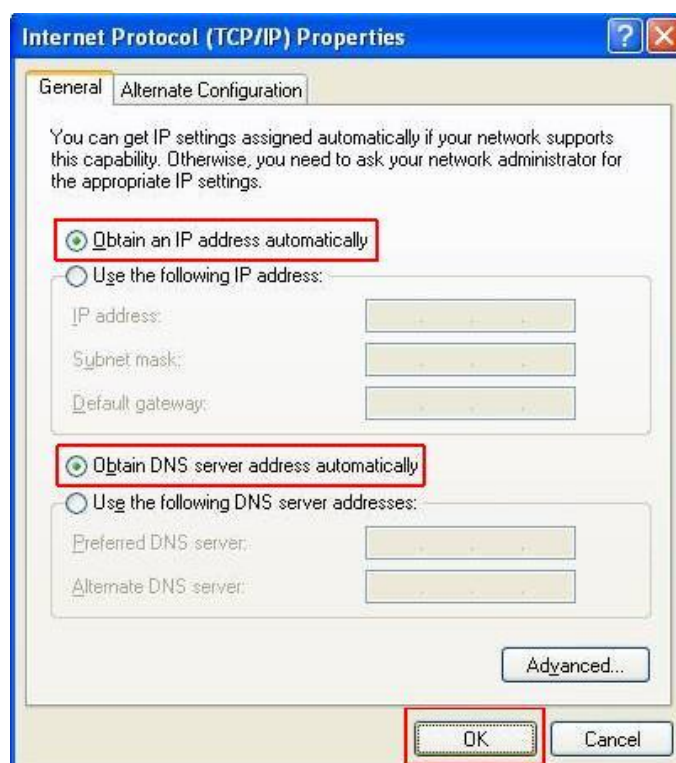 Internet Protocol (TCP/IP) Properties
General
Alternate Configuration
You can get IP settings assigned automatically if your network supports
this capability. Otherwise, you need to ask your network administrator for
the appropriate IP settings.
Obtain an IP address automatically
Use the following IP address:
IP address:
Subnet mask:
Default gateway:
Obtain DNS server address automatically
Use the following DNS server addresses:
Preferred DNS server:
Alternate DNS server:
Advanced...
OK
Cancel